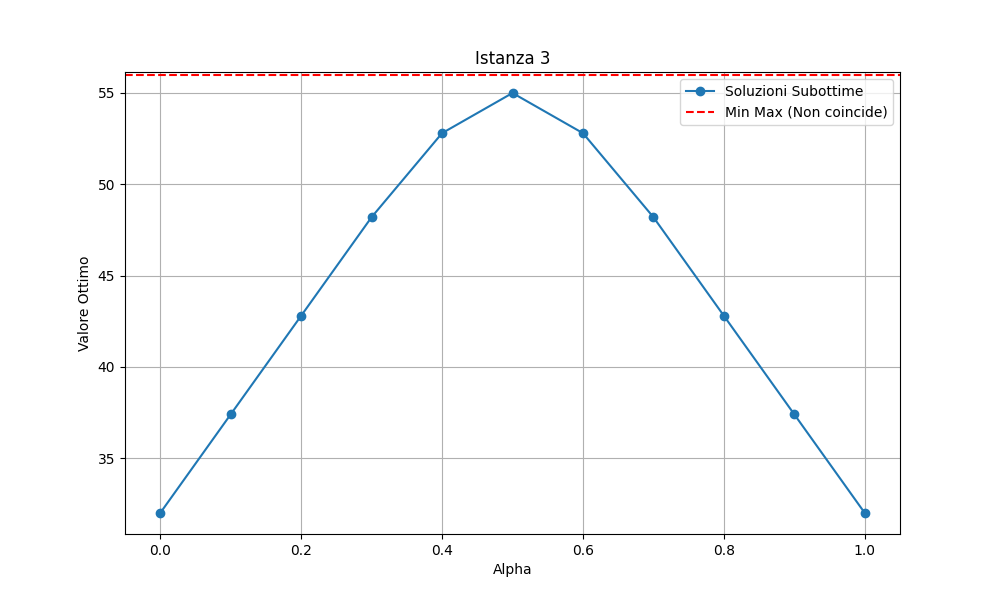 Istanza 3
Soluzioni Subottime
Min Max (Non coincide)
Valore Ottimo
55
50
45
40
35
0.0 0.2 0.4 0.6 0.8 1.0
Alpha